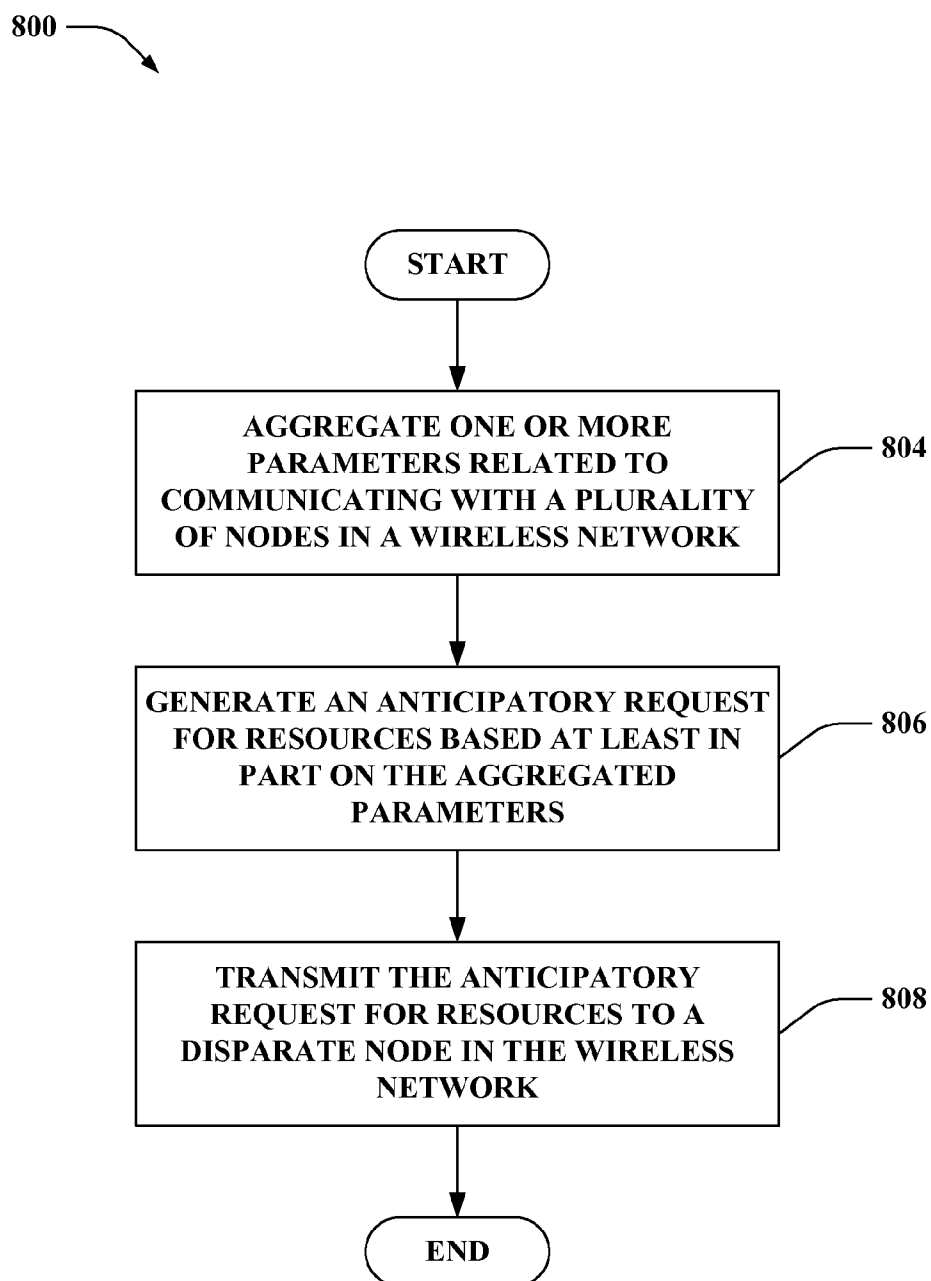 800
START
AGGREGATE ONE OR MORE
PARAMETERS RELATED TO
COMMUNICATING WITH A PLURALITY
OF NODES IN A WIRELESS NETWORK
804
GENERATE AN ANTICIPATORY REQUEST
FOR RESOURCES BASED AT LEAST IN
PART ON THE AGGREGATED
PARAMETERS
806
TRANSMIT THE ANTICIPATORY
REQUEST FOR RESOURCES TO A
DISPARATE NODE IN THE WIRELESS
NETWORK
808
END